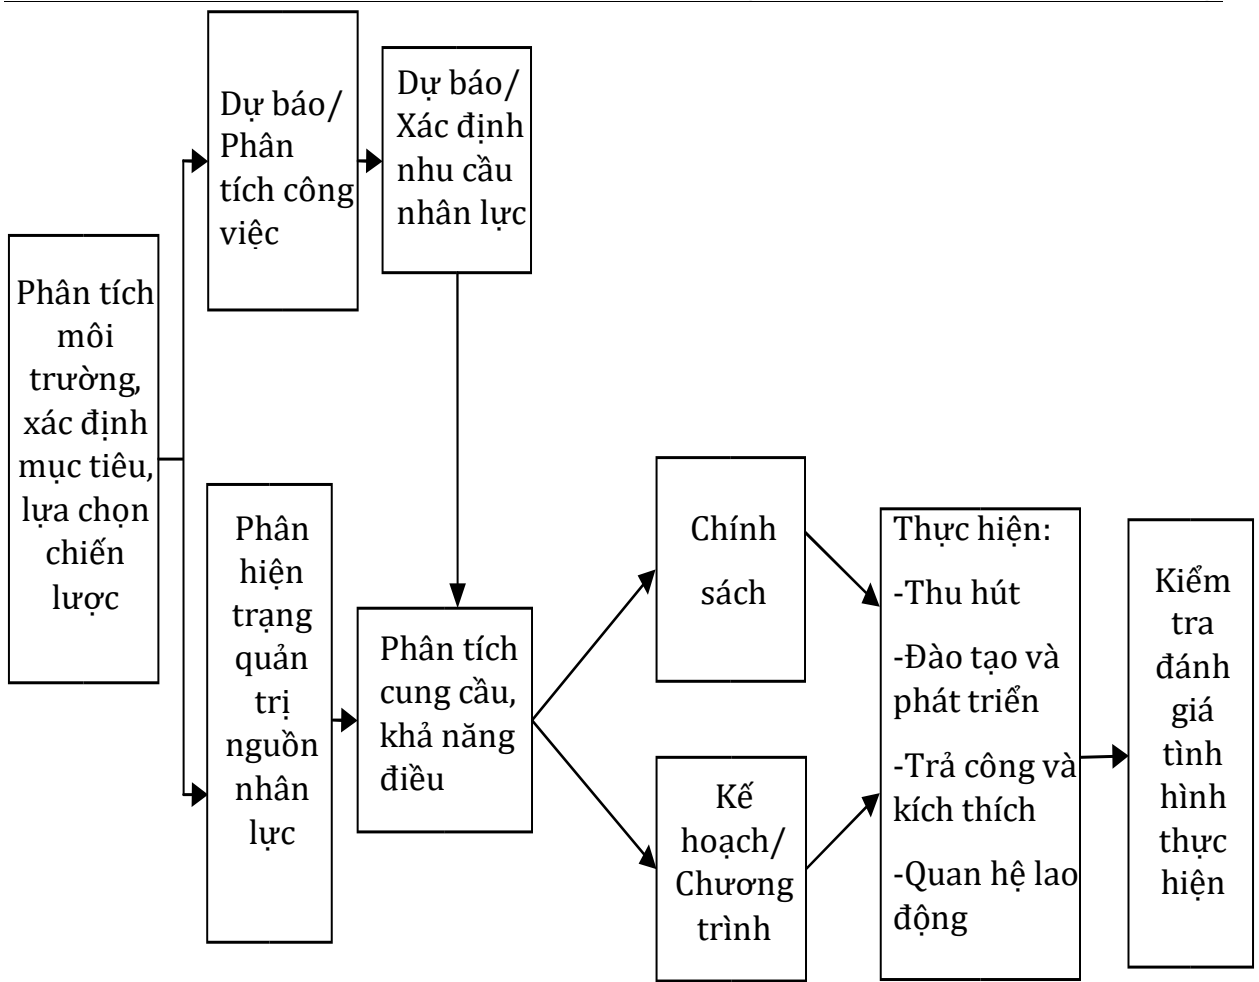 Phân tích
môi
trường,
xác định
mục tiêu,
lựa chọn
chiến
lược
Dự báo/
Phân
tích công
việc
Dự báo/
Xác định
nhu cầu
nhân lực
Phân
hiện
trạng
quản
trị
nguồn
nhân
lực
Phân tích
cung cầu,
khả năng
điều
Chính
sách
Kế
hoạch/
Chương
trình
Thực hiện:
-Thu hút
-Đào tạo và
phát triển
-Trả công và
kích thích
-Quan hệ lao
động
Kiểm
tra
đánh
giá
tình
hình
thực
hiện